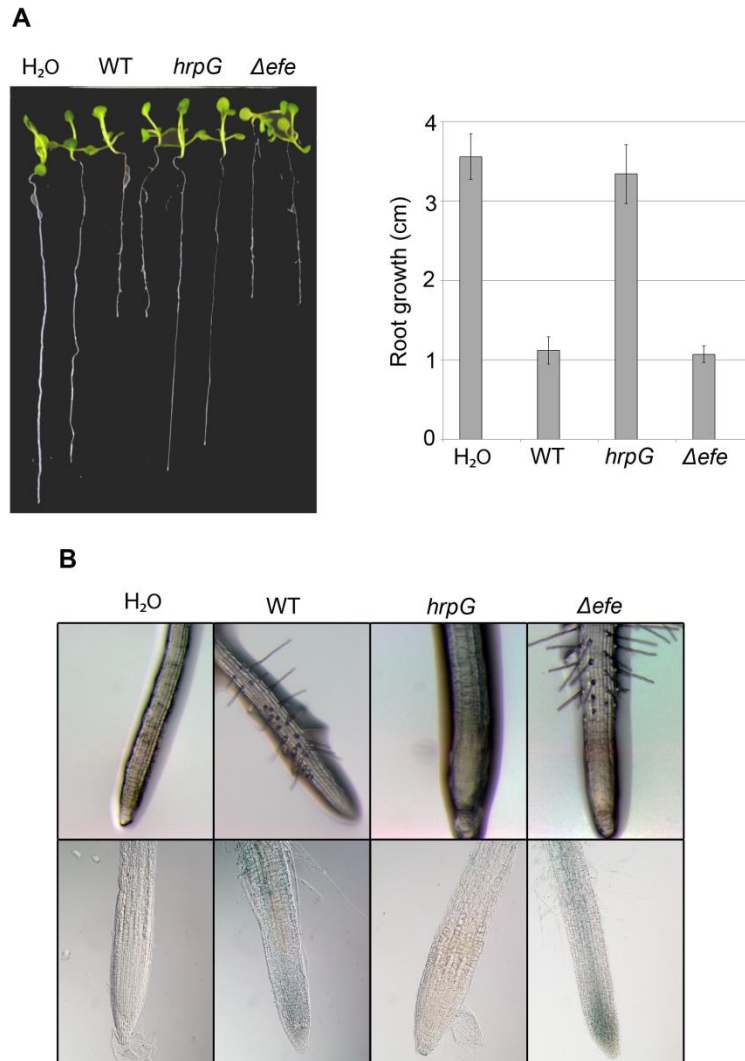 A
H₂O WT hrpG Δefe
4
3
2
1
0
Root growth (cm)
H₂O WT hrpG Δefe
B
H₂O WT hrpG Δefe